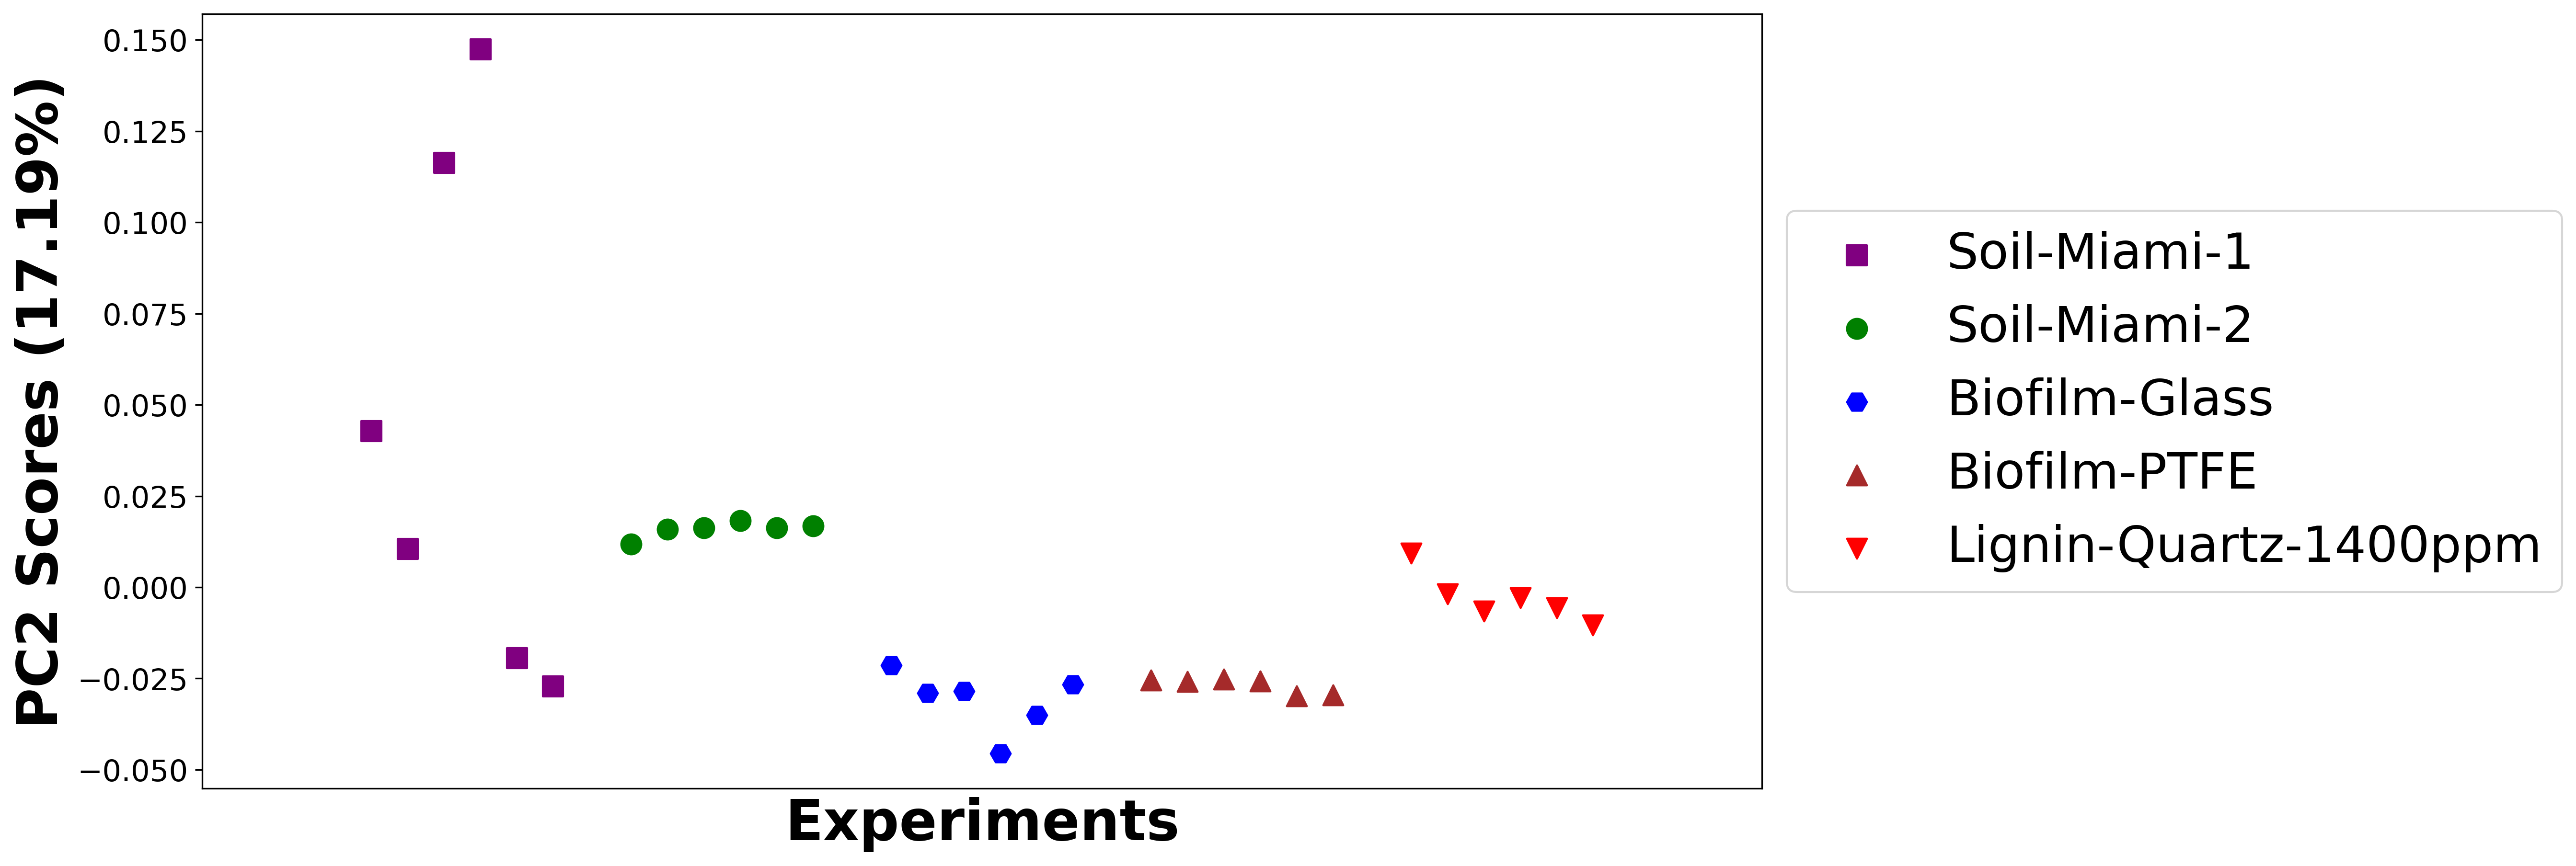 PC2 Scores (17.19%)
0.150
0.125
0.100
0.075
0.050
0.025
0.000
−0.025
−0.050
Experiments
Soil-Miami-1
Soil-Miami-2
Biofilm-Glass
Biofilm-PTFE
Lignin-Quartz-1400ppm